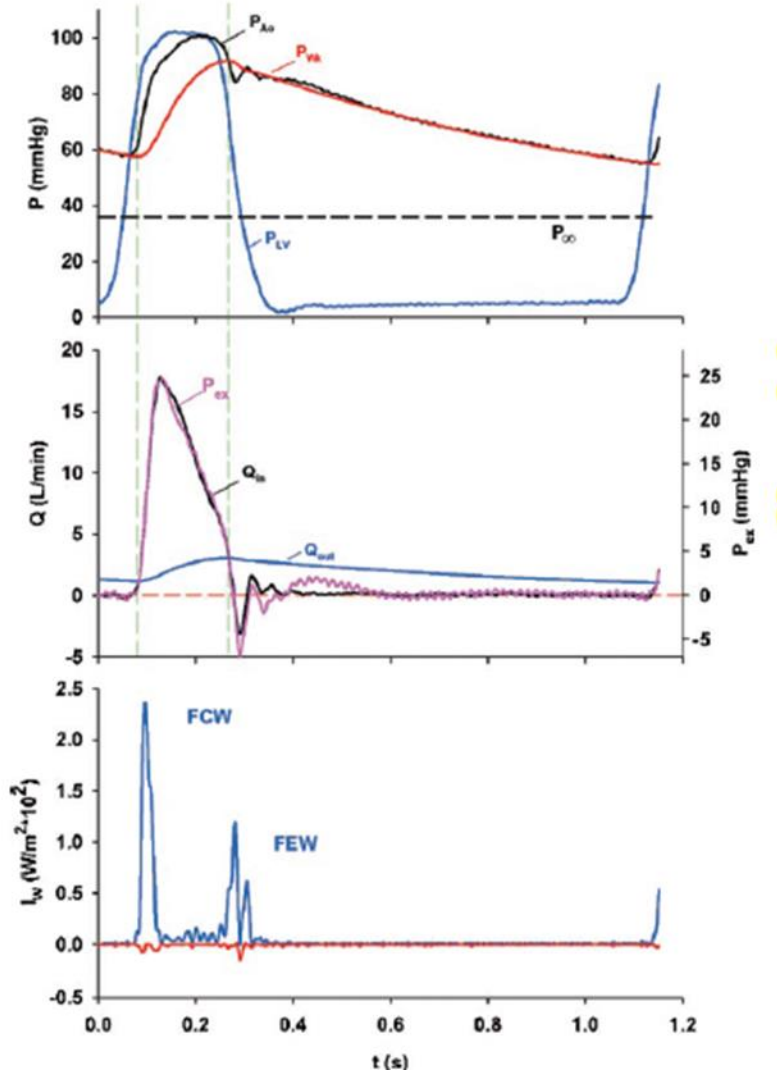 P (mmHg)
100
80
60
40
20
0
P_Ao
P_Wk
P_LV
P_∞
Q (L/min)
20
15
10
5
0
-5
P_ex
Q_in
Q_out
25
20
15
10
5
0
-5
P_ex (mmHg)
I_W (W/m²*10²)
2.5
2.0
1.5
1.0
0.5
0.0
-0.5
FCW
FEW
0.0 0.2 0.4 0.6 0.8 1.0 1.2
t (s)